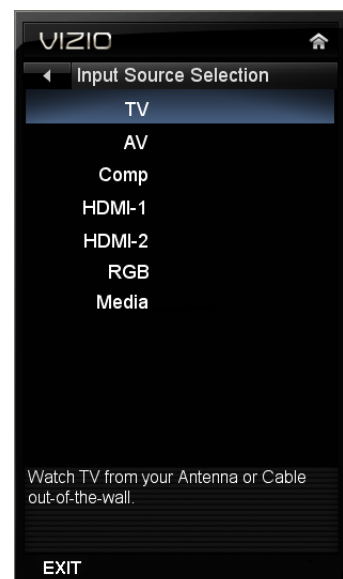 VIZIO
Input Source Selection
TV
AV
Comp
HDMI-1
HDMI-2
RGB
Media
Watch TV from your Antenna or Cable
out-of-the-wall.
EXIT